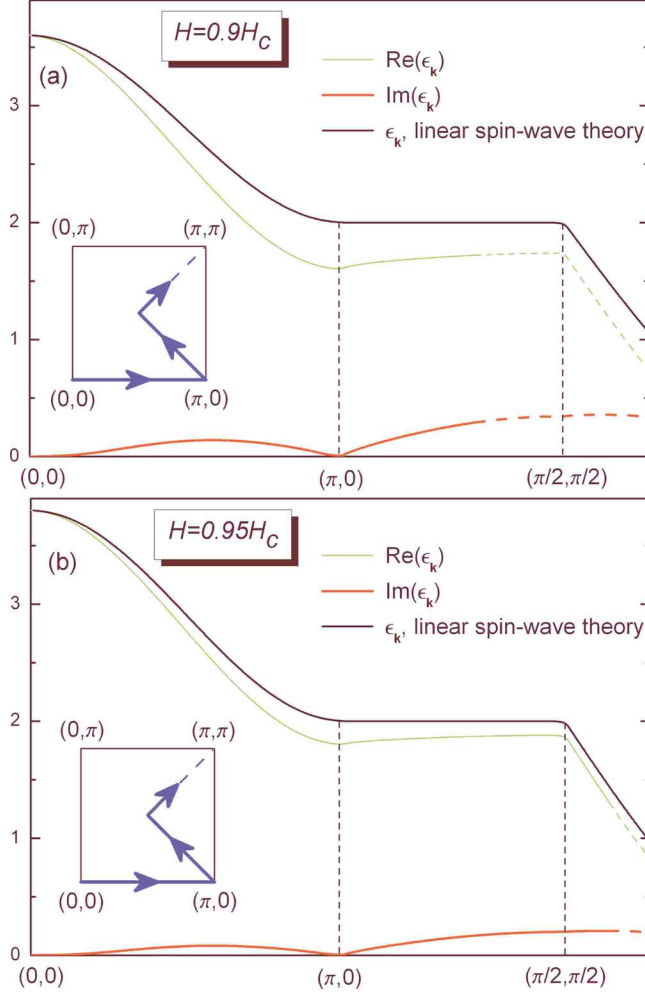 H=0.9H_C
(a)
Re(ϵ_k)
Im(ϵ_k)
ϵ_k, linear spin-wave theory
3
2
1
0
(0,π)
(π,π)
(0,0)
(π,0)
(0,0)
(π,0)
(π/2,π/2)
H=0.95H_C
(b)
Re(ϵ_k)
Im(ϵ_k)
ϵ_k, linear spin-wave theory
3
2
1
0
(0,π)
(π,π)
(0,0)
(π,0)
(0,0)
(π,0)
(π/2,π/2)